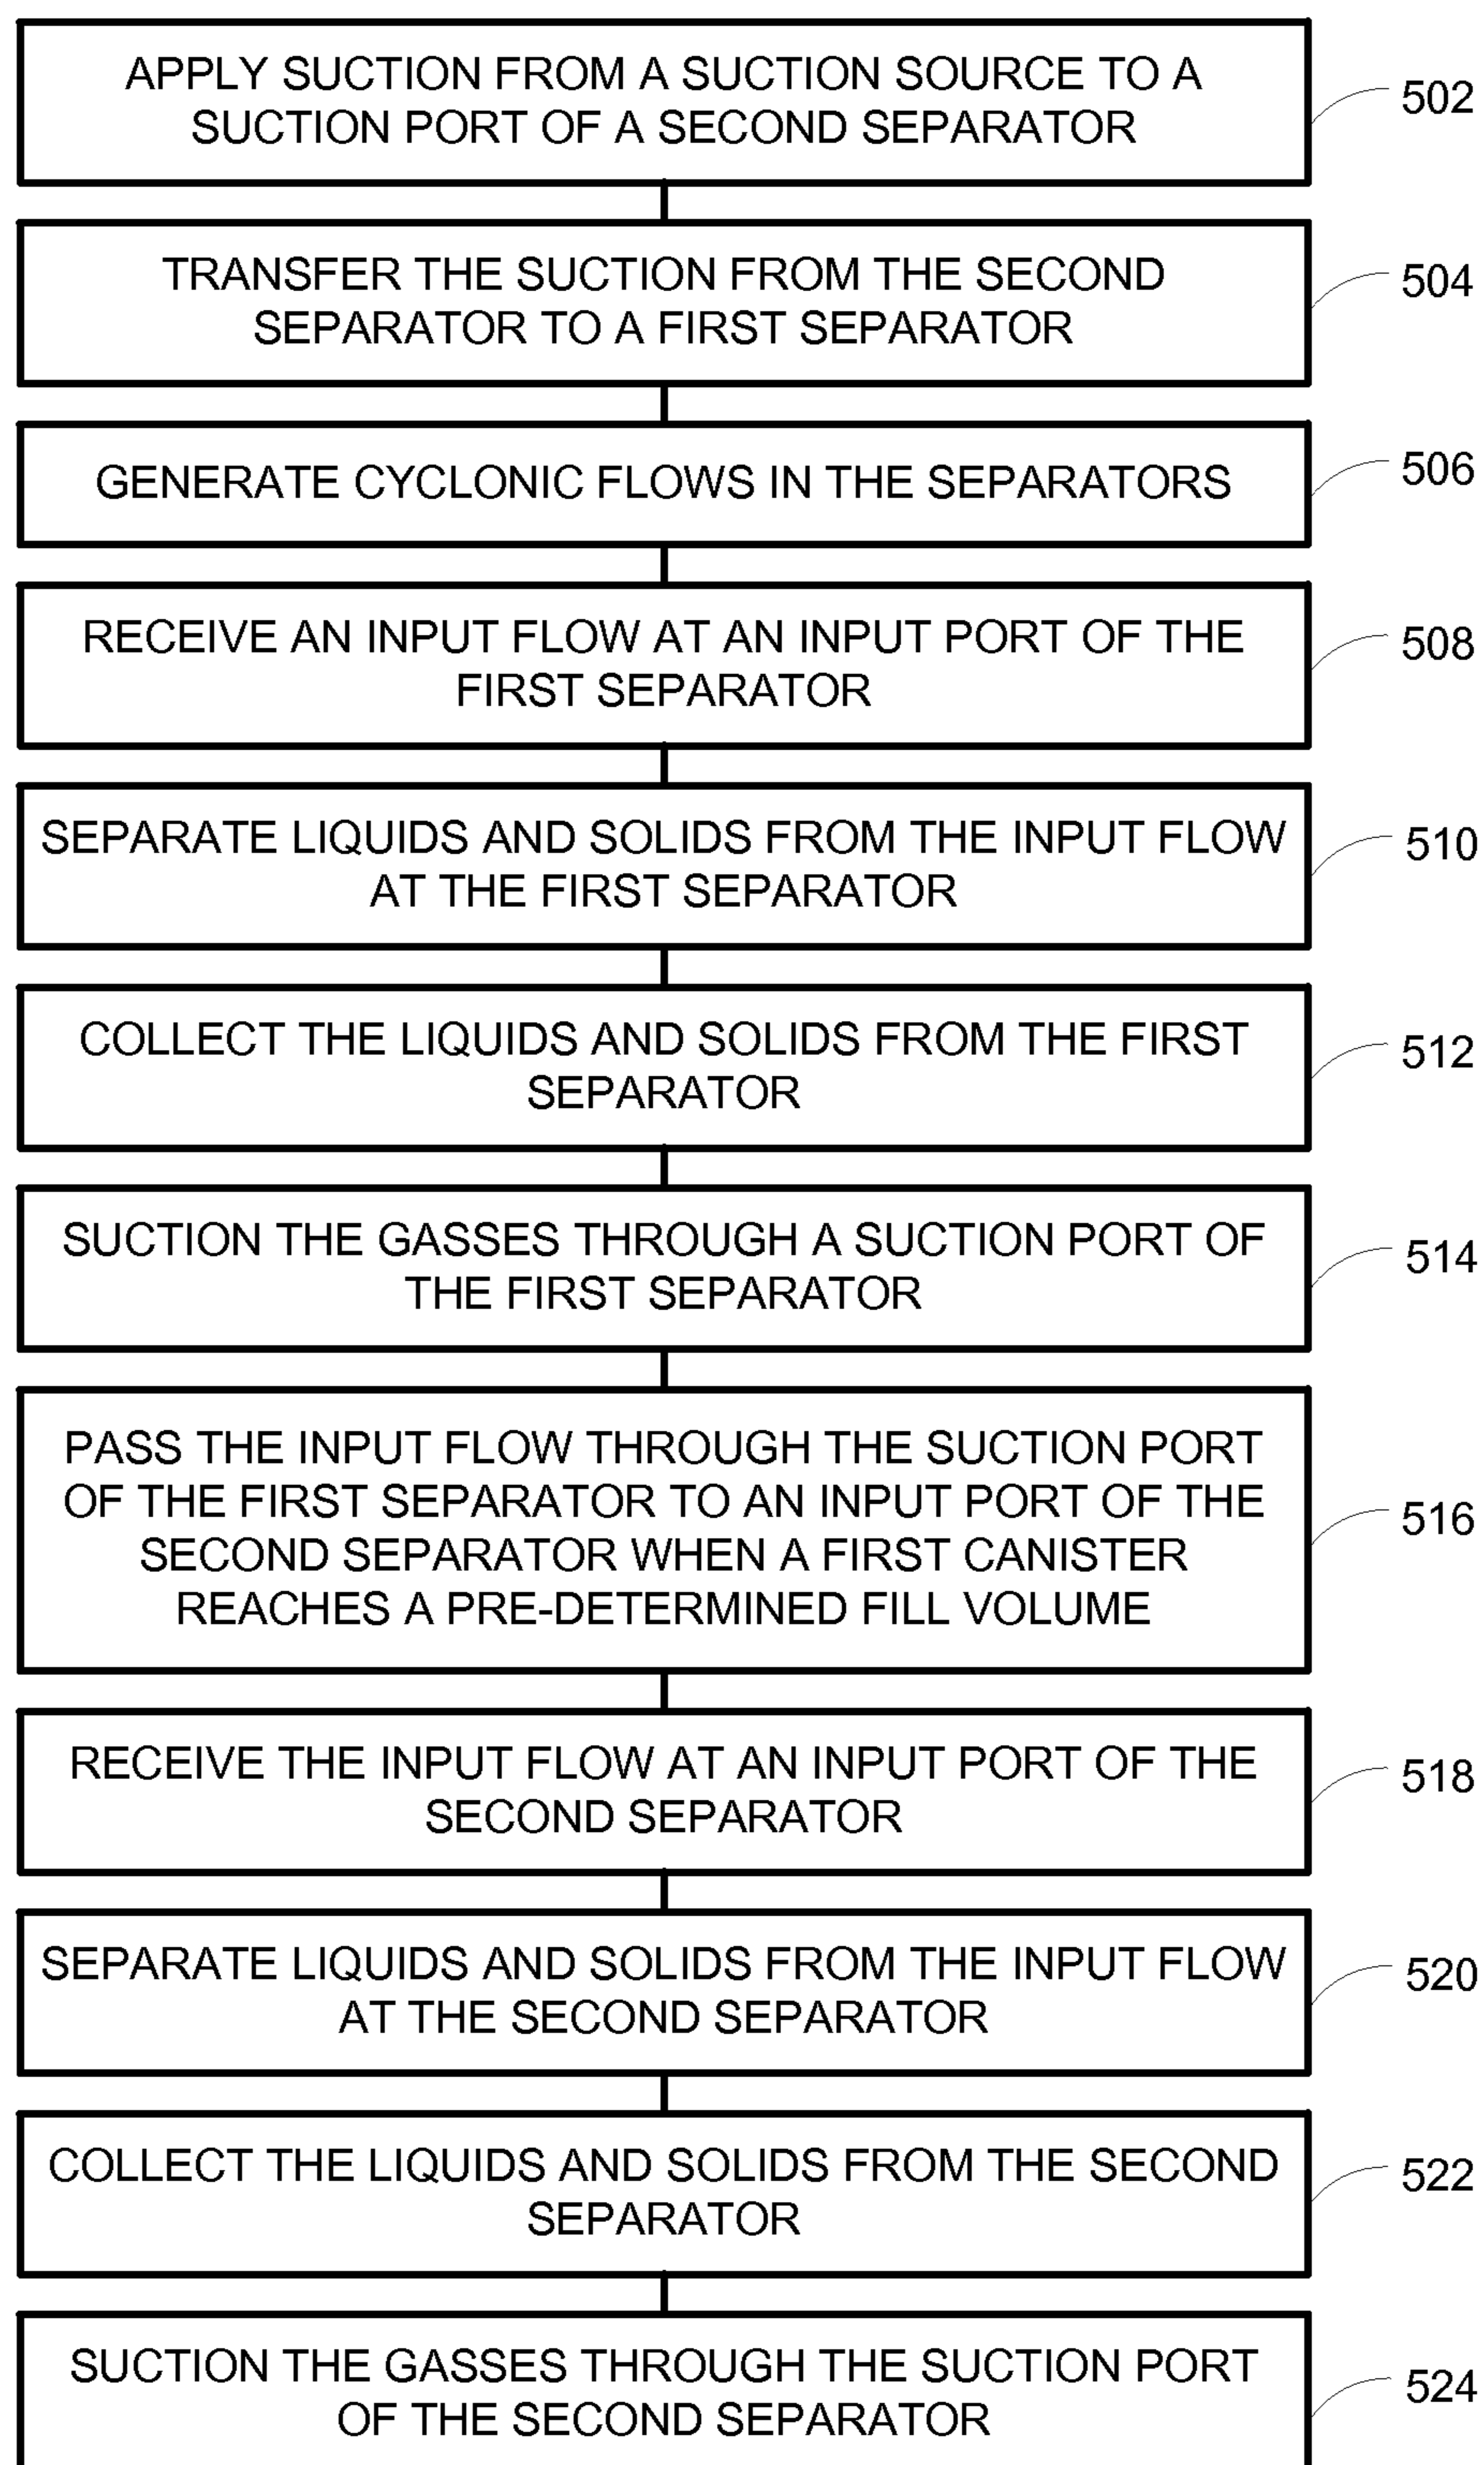 APPLY SUCTION FROM A SUCTION SOURCE TO A
SUCTION PORT OF A SECOND SEPARATOR
502
TRANSFER THE SUCTION FROM THE SECOND
SEPARATOR TO A FIRST SEPARATOR
504
GENERATE CYCLONIC FLOWS IN THE SEPARATORS
506
RECEIVE AN INPUT FLOW AT AN INPUT PORT OF THE
FIRST SEPARATOR
508
SEPARATE LIQUIDS AND SOLIDS FROM THE INPUT FLOW
AT THE FIRST SEPARATOR
510
COLLECT THE LIQUIDS AND SOLIDS FROM THE FIRST
SEPARATOR
512
SUCTION THE GASSES THROUGH A SUCTION PORT OF
THE FIRST SEPARATOR
514
PASS THE INPUT FLOW THROUGH THE SUCTION PORT
OF THE FIRST SEPARATOR TO AN INPUT PORT OF THE
SECOND SEPARATOR WHEN A FIRST CANISTER
REACHES A PRE-DETERMINED FILL VOLUME
516
RECEIVE THE INPUT FLOW AT AN INPUT PORT OF THE
SECOND SEPARATOR
518
SEPARATE LIQUIDS AND SOLIDS FROM THE INPUT FLOW
AT THE SECOND SEPARATOR
520
COLLECT THE LIQUIDS AND SOLIDS FROM THE SECOND
SEPARATOR
522
SUCTION THE GASSES THROUGH THE SUCTION PORT
OF THE SECOND SEPARATOR
524